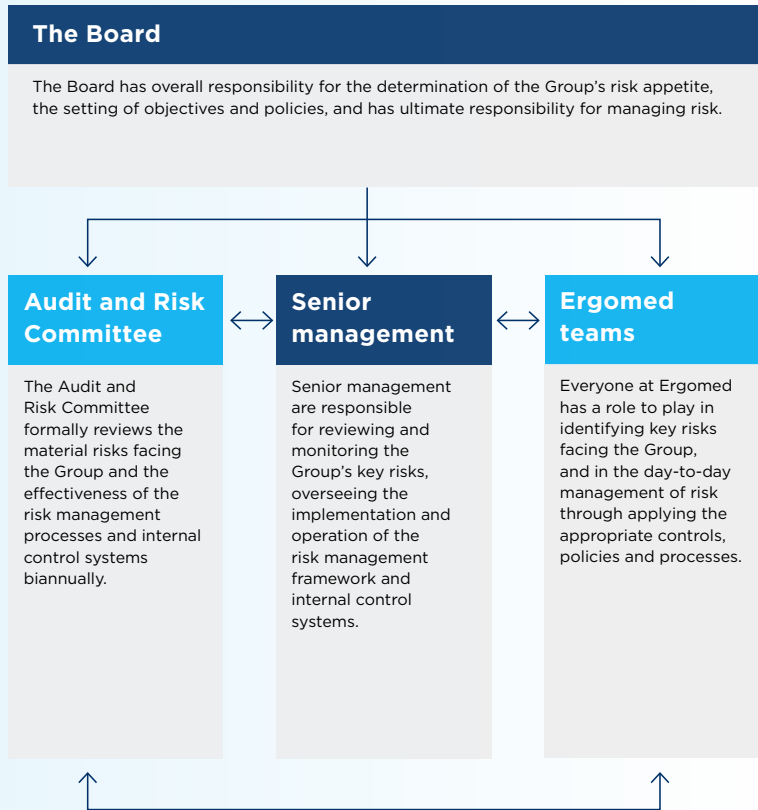 The Board
The Board has overall responsibility for the determination of the Group’s risk appetite,
the setting of objectives and policies, and has ultimate responsibility for managing risk.
Audit and Risk
Committee
The Audit and
Risk Committee
formally reviews the
material risks facing
the Group and the
effectiveness of the
risk management
processes and internal
control systems
biannually.
Senior
management
Senior management
are responsible
for reviewing and
monitoring the
Group’s key risks,
overseeing the
implementation and
operation of the
risk management
framework and
internal control
systems.
Ergomed
teams
Everyone at Ergomed
has a role to play in
identifying key risks
facing the Group,
and in the day-to-day
management of risk
through applying the
appropriate controls,
policies and processes.